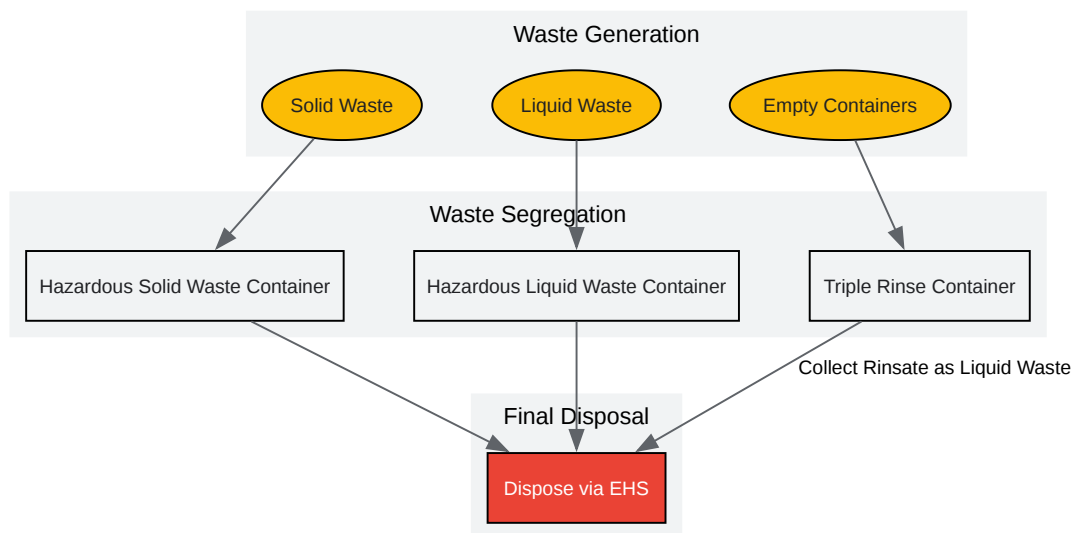 Waste Generation
Solid Waste
Liquid Waste
Empty Containers
Waste Segregation
Hazardous Solid Waste Container
Hazardous Liquid Waste Container
Triple Rinse Container
Collect Rinsate as Liquid Waste
Final Disposal
Dispose via EHS